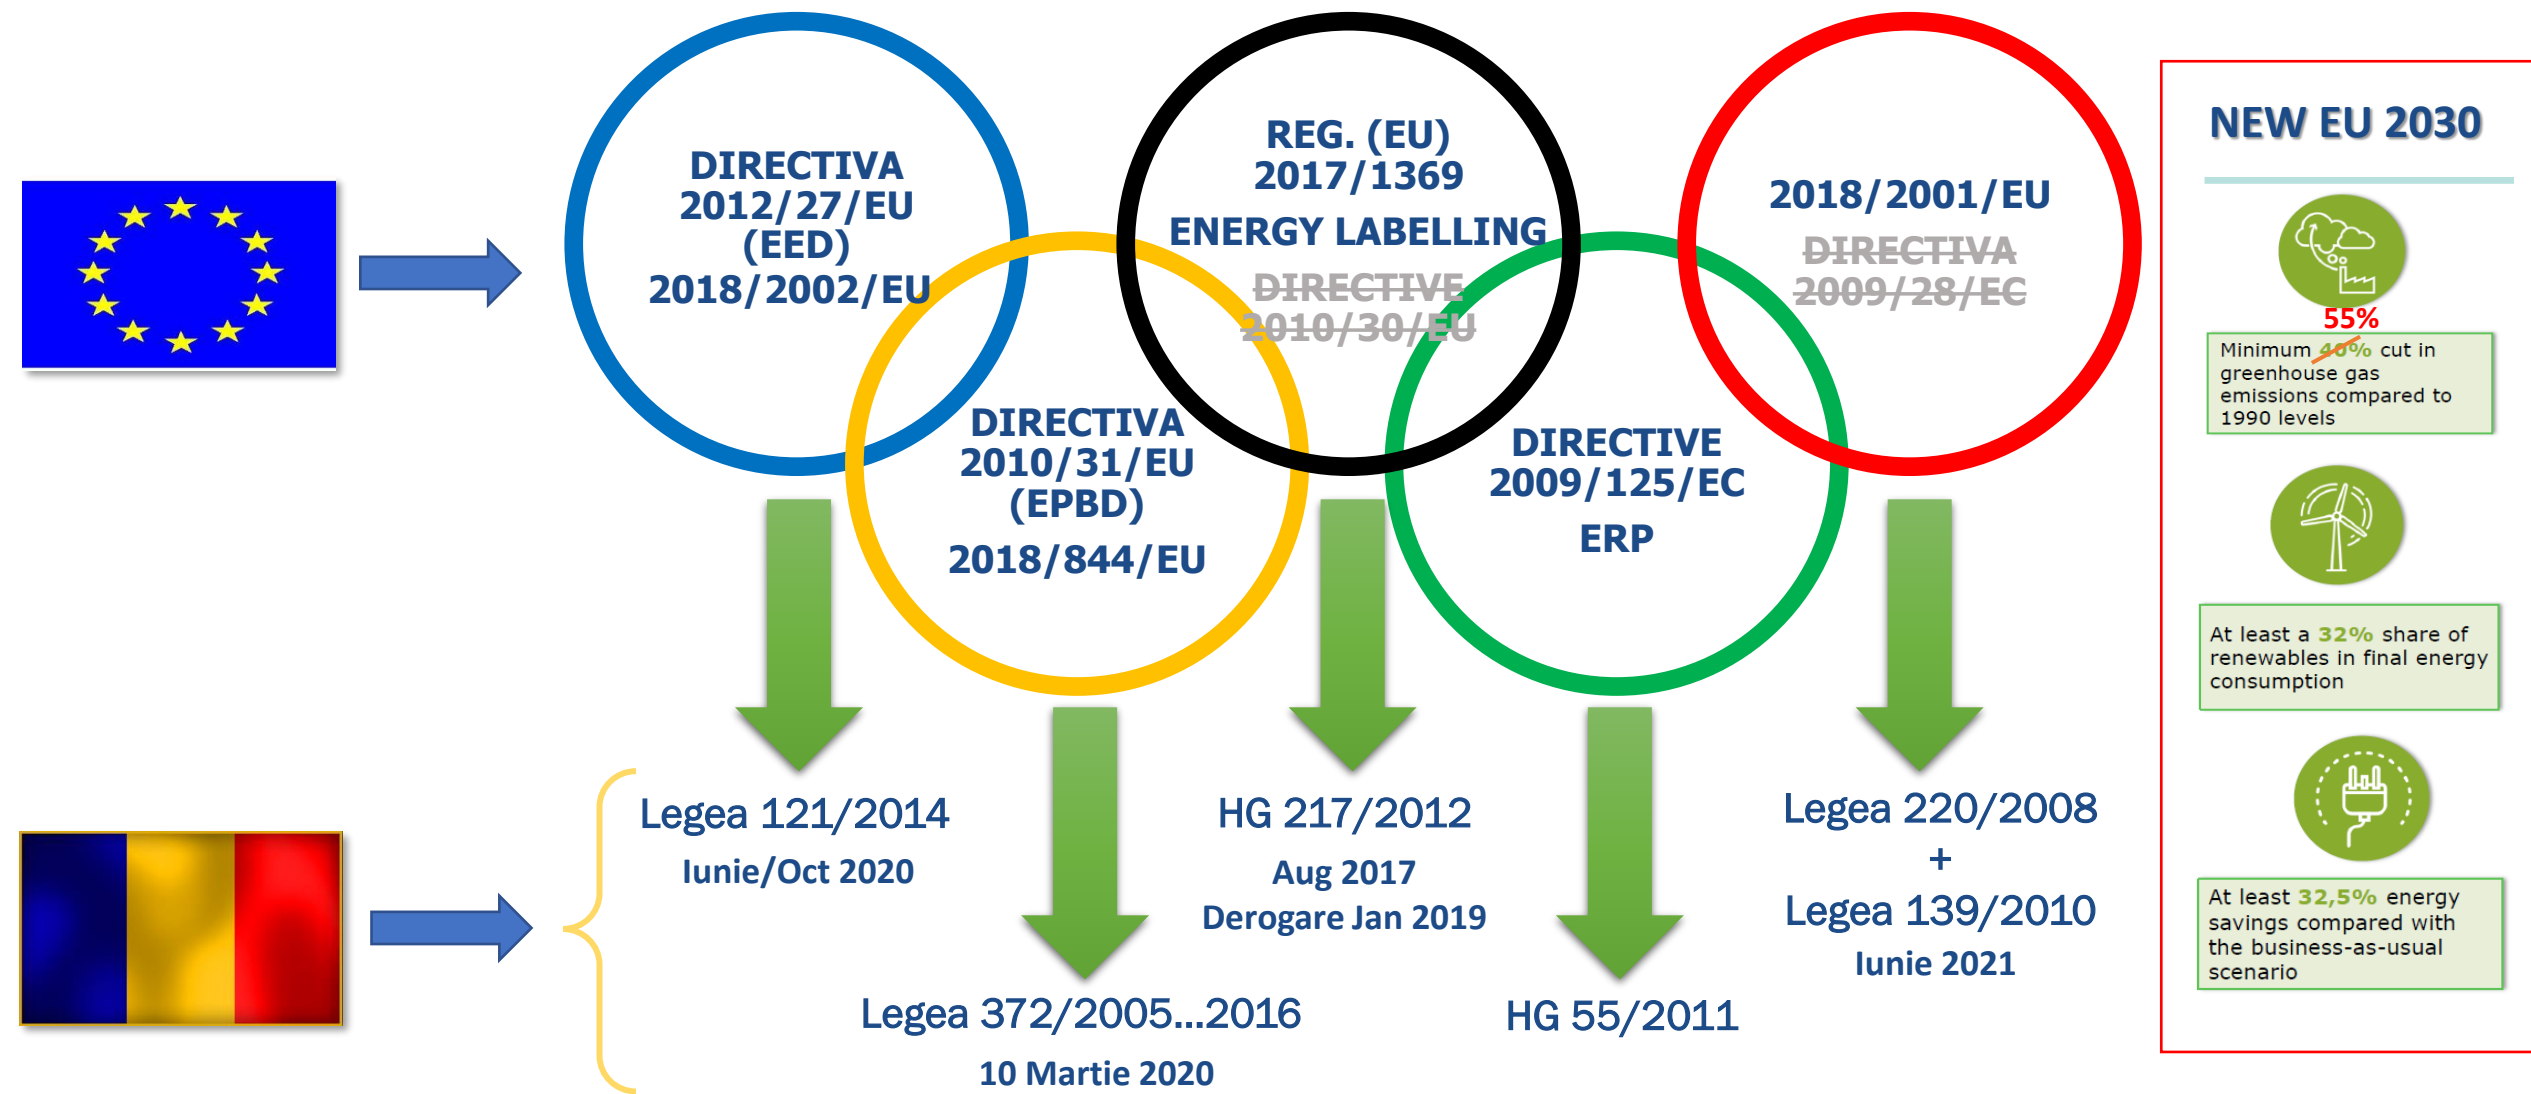 DIRECTIVA
2012/27/EU
(EED)
2018/2002/EU
DIRECTIVA
2010/31/EU
(EPBD)
2018/844/EU
REG. (EU)
2017/1369
ENERGY LABELLING
DIRECTIVE
2010/30/EU
DIRECTIVE
2009/125/EC
ERP
2018/2001/EU
DIRECTIVA
2009/28/EC
Legea 121/2014
Iunie/Oct 2020
Legea 372/2005...2016
10 Martie 2020
HG 217/2012
Aug 2017
Derogare Jan 2019
HG 55/2011
Legea 220/2008
+
Legea 139/2010
Iunie 2021
NEW EU 2030
55%
Minimum 40% cut in
greenhouse gas
emissions compared to
1990 levels
At least a 32% share of
renewables in final energy
consumption
At least 32,5% energy
savings compared with
the business-as-usual
scenario